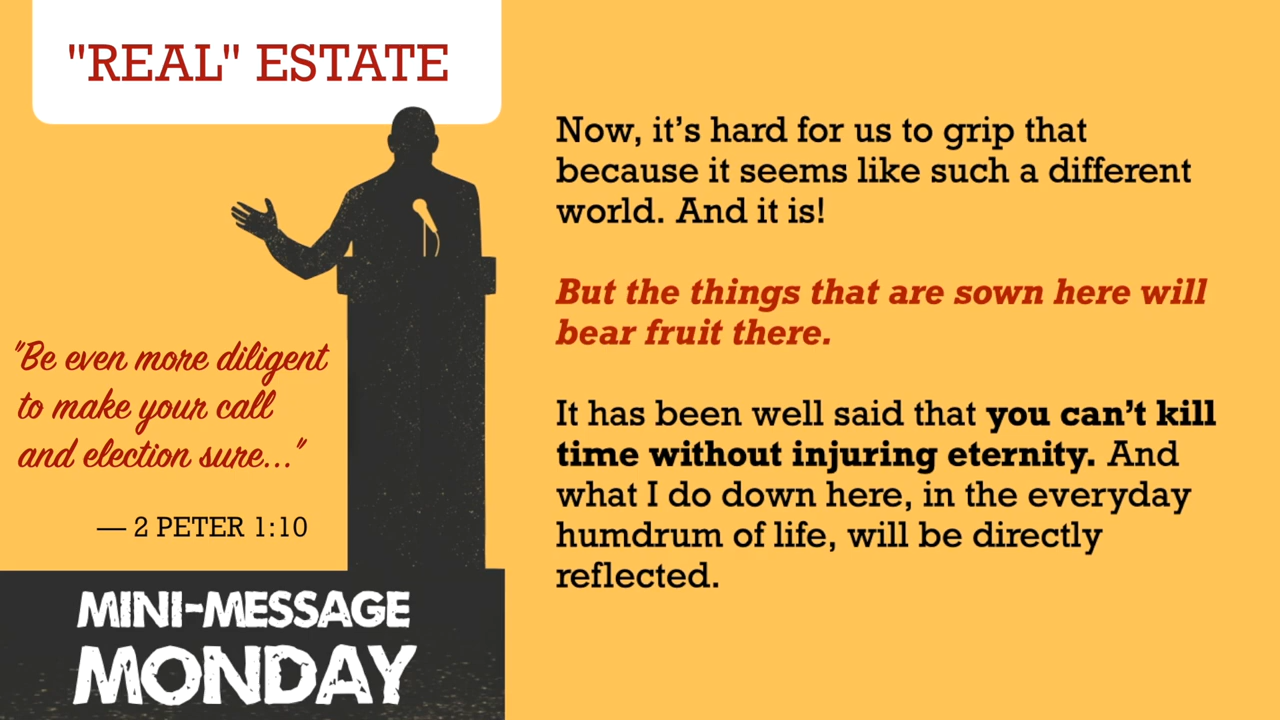 "REAL" ESTATE
"Be even more diligent
to make your call
and election sure..."
— 2 PETER 1:10
MINI-MESSAGE
MONDAY
Now, it’s hard for us to grip that
because it seems like such a different
world. And it is!
But the things that are sown here will
bear fruit there.
It has been well said that you can’t kill
time without injuring eternity. And
what I do down here, in the everyday
humdrum of life, will be directly
reflected.